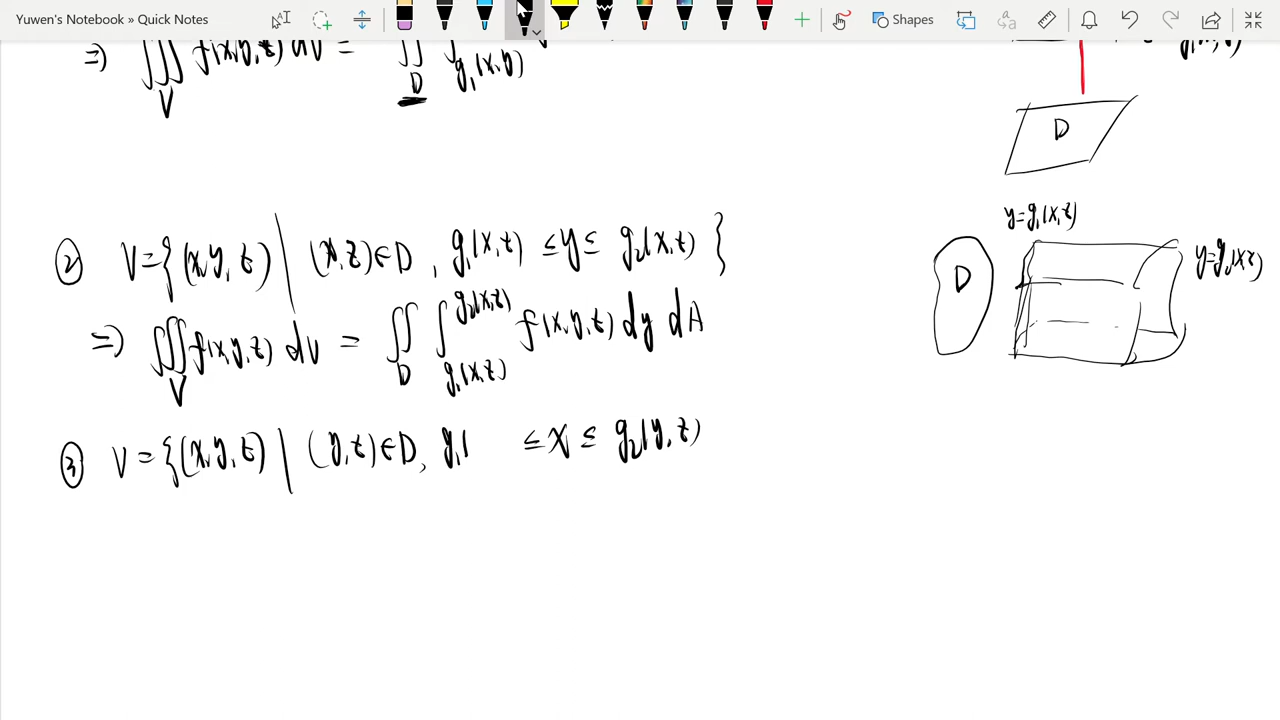 Yuwen's Notebook » Quick Notes
Shapes
⇒ ∭_V f(x,y,z) dV = ∬_D ∫_{g₁(x,y)}
D
② V={(x,y,z) | (x,z)∈D, g₁(x,z) ≤y≤ g₂(x,z)}
⇒ ∭_V f(x,y,z) dV = ∬_D ∫_{g₁(x,z)}^{g₂(x,z)} f(x,y,z) dy dA
y=g₁(x,z)
D
y=g₂(x,z)
③ V={(x,y,z) | (y,z)∈D, g₁( ≤x≤ g₂(y,z)